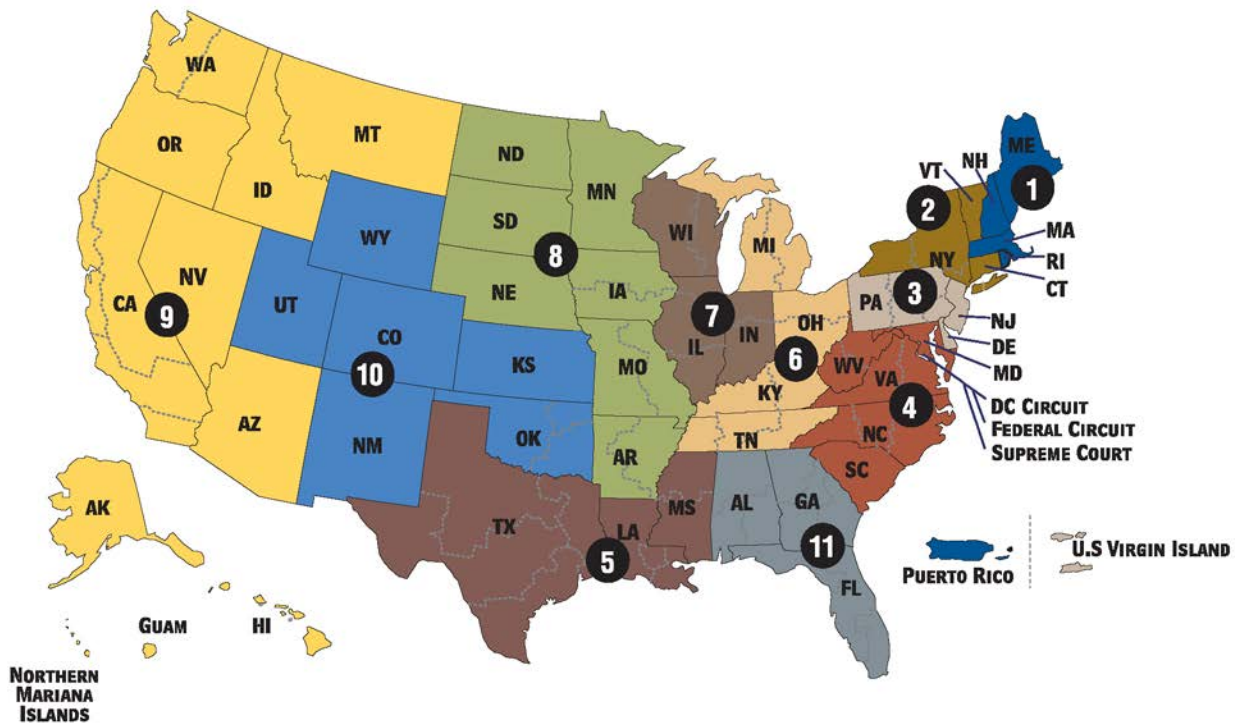 WA
OR
MT
ID
ND
MN
SD
WY
NE
IA
WI
MI
VT
NH
ME
1
2
MA
RI
CT
NY
PA
3
NJ
DE
MD
DC CIRCUIT
FEDERAL CIRCUIT
SUPREME COURT
CA
NV
9
UT
CO
10
KS
8
MO
7
IL
IN
OH
6
WV
VA
KY
4
NC
TN
SC
AZ
NM
OK
AR
TX
LA
MS
5
AL
GA
11
FL
AK
HI
GUAM
NORTHERN
MARIANA
ISLANDS
PUERTO RICO
U.S VIRGIN ISLAND